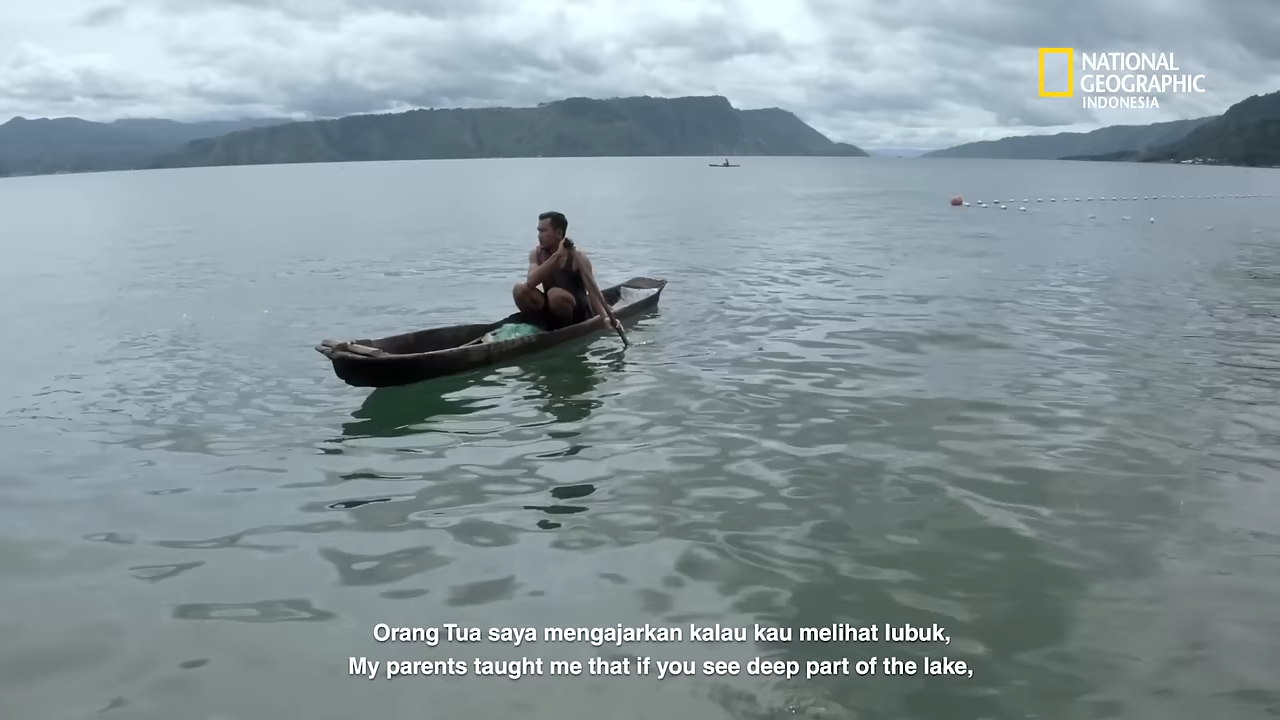 NATIONAL
GEOGRAPHIC
INDONESIA
Orang Tua saya mengajarkan kalau kau melihat lubuk,
My parents taught me that if you see deep part of the lake,